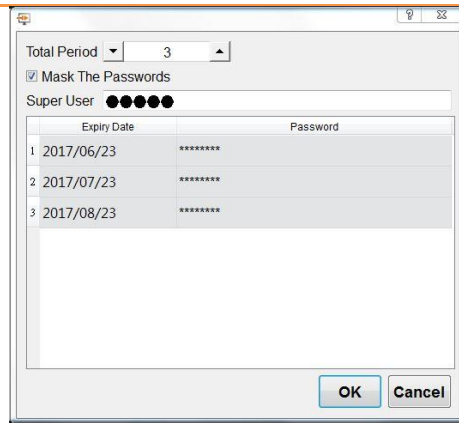 Total Period 3
Mask The Passwords
Super User ●●●●●
Expiry Date Password
1 2017/06/23 ********
2 2017/07/23 ********
3 2017/08/23 ********
OK Cancel